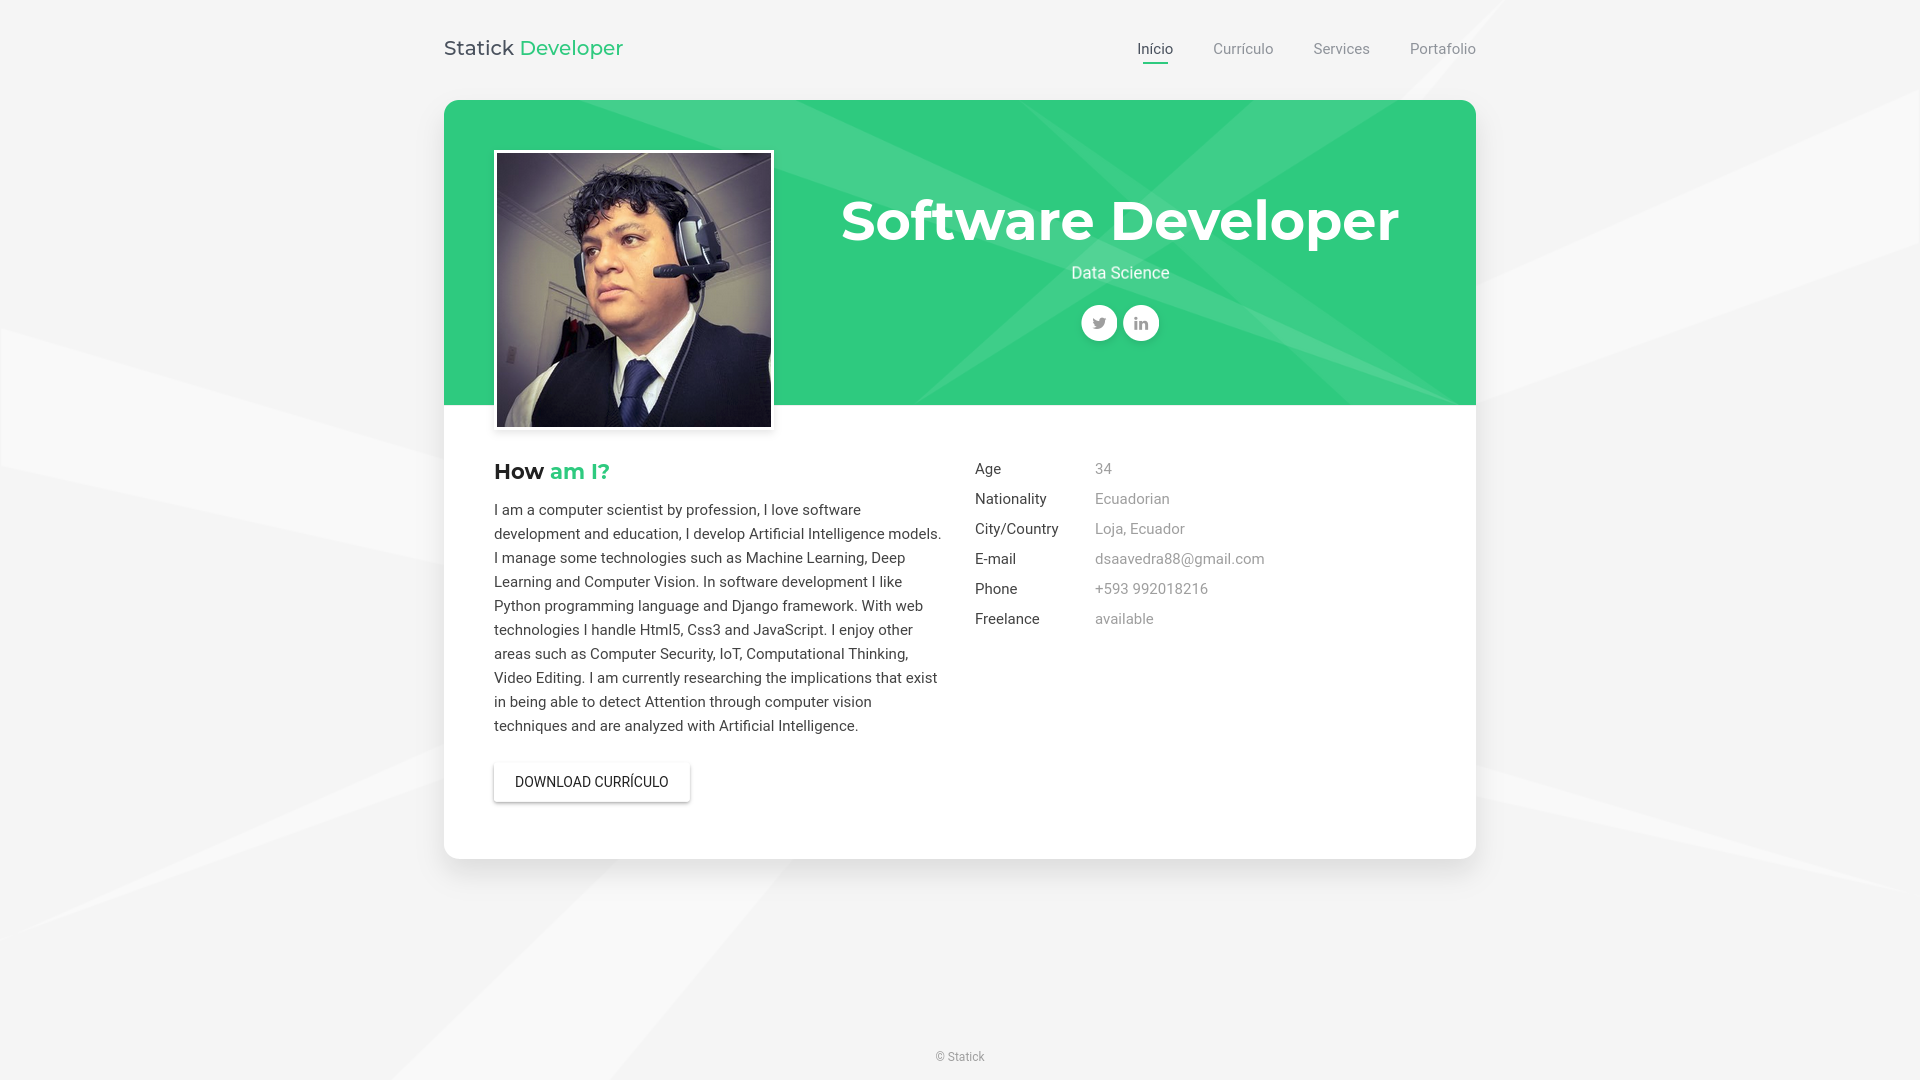 Statick Developer
Início
Currículo
Services
Portafolio
Software Developer
Data Science
How am I?
I am a computer scientist by profession, I love software
development and education, I develop Artificial Intelligence models.
I manage some technologies such as Machine Learning, Deep
Learning and Computer Vision. In software development I like
Python programming language and Django framework. With web
technologies I handle Html5, Css3 and JavaScript. I enjoy other
areas such as Computer Security, IoT, Computational Thinking,
Video Editing. I am currently researching the implications that exist
in being able to detect Attention through computer vision
techniques and are analyzed with Artificial Intelligence.
DOWNLOAD CURRÍCULO
Age 34
Nationality Ecuadorian
City/Country Loja, Ecuador
E-mail dsaavedra88@gmail.com
Phone +593 992018216
Freelance available
© Statick